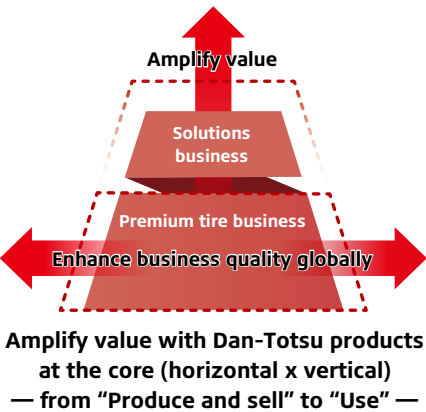 Amplify value
Solutions
business
Premium tire business
Enhance business quality globally
Amplify value with Dan-Totsu products
at the core (horizontal x vertical)
— from “Produce and sell” to “Use” —